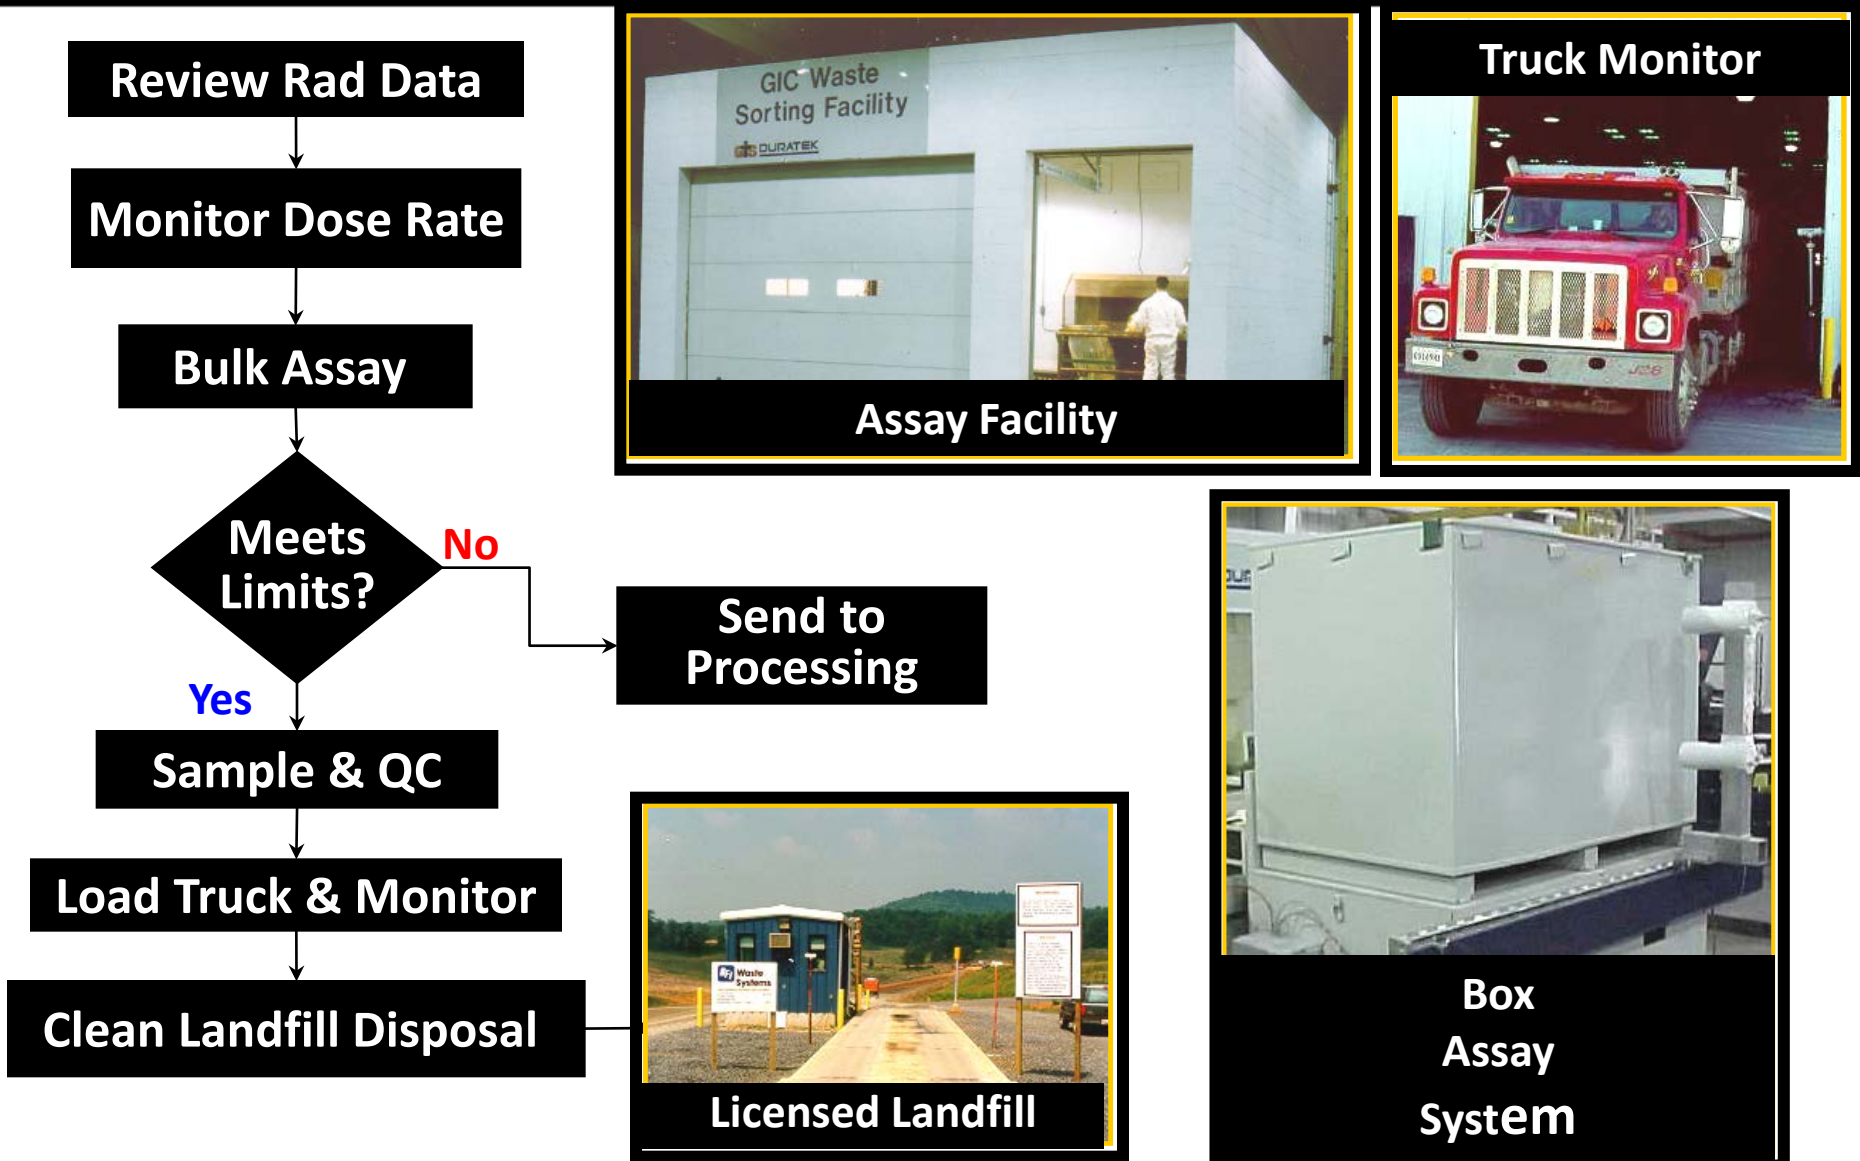 Review Rad Data
Monitor Dose Rate
Bulk Assay
Meets
Limits?
No
Yes
Send to
Processing
Sample & QC
Load Truck & Monitor
Clean Landfill Disposal
GIC Waste
Sorting Facility
GTS DURATEK
Assay Facility
Truck Monitor
JCB
Waste
Systems
Licensed Landfill
Box
Assay
System